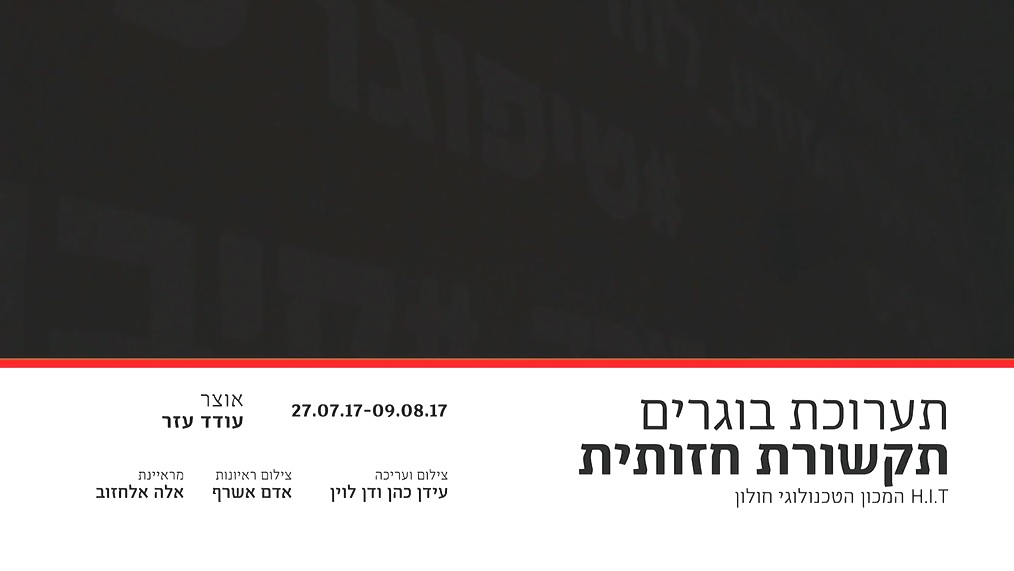 #טיפוגר
תערוכת בוגרים
תקשורת חזותית
H.I.T המכון הטכנולוגי חולון
27.07.17-09.08.17
אוצר
עודד עזר
צילום ועריכה
עידן כהן ודן לוין
צילום ראיונות
אדם אשרף
מראיינת
אלה אלחזוב